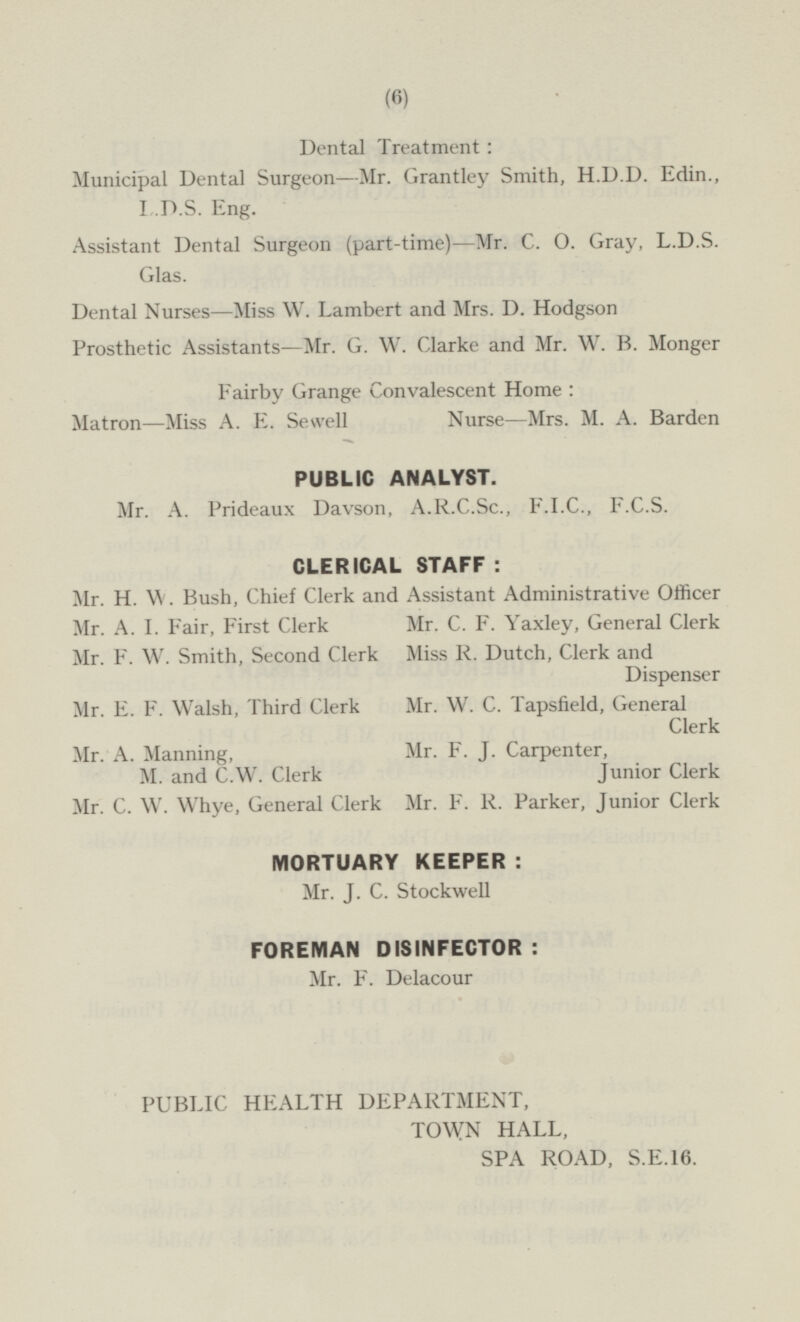 (6)
Dental Treatment :
Municipal Dental Surgeon—Mr. Grantley Smith, H.D.D. Edin.,
L.D.S. Eng.
Assistant Dental Surgeon (part-time)—Mr. C. O. Gray, L.D.S.
Glas.
Dental Nurses—Miss W. Lambert and Mrs. D. Hodgson
Prosthetic Assistants—Mr. G. W. Clarke and Mr. W. B. Monger
Fairby Grange Convalescent Home :
Matron—Miss A. E. Sewell Nurse—Mrs. M. A. Barden
PUBLIC ANALYST.
Mr. A. Prideaux Davson, A.R.C.Sc., F.I.C., F.C.S.
CLERICAL STAFF :
Mr. H. W. Bush, Chief Clerk and Assistant Administrative Officer
Mr. A. I. Fair, First Clerk Mr. C. F. Yaxley, General Clerk
Mr. F. W. Smith, Second Clerk Miss R. Dutch, Clerk and
Dispenser
Mr. E. F. Walsh, Third Clerk Mr. W. C. Tapsfield, General
Clerk
Mr. A. Manning, Mr. F. J. Carpenter,
M. and C.W. Clerk Junior Clerk
Mr. C. W. Whye, General Clerk Mr. F. R. Parker, Junior Clerk
MORTUARY KEEPER :
Mr. J. C. Stockwell
FOREMAN DISINFECTOR :
Mr. F. Delacour
PUBLIC HEALTH DEPARTMENT,
TOWN HALL,
SPA ROAD, S.E.16.